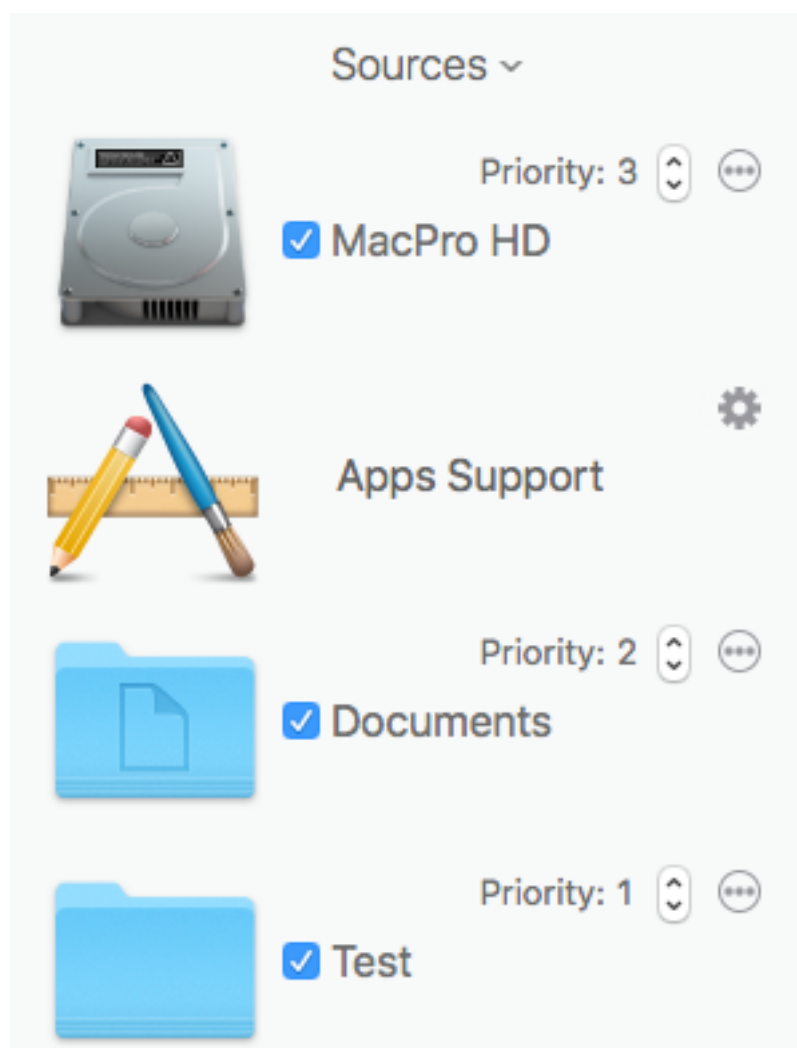 Sources
Priority: 3
MacPro HD
Apps Support
Priority: 2
Documents
Priority: 1
Test